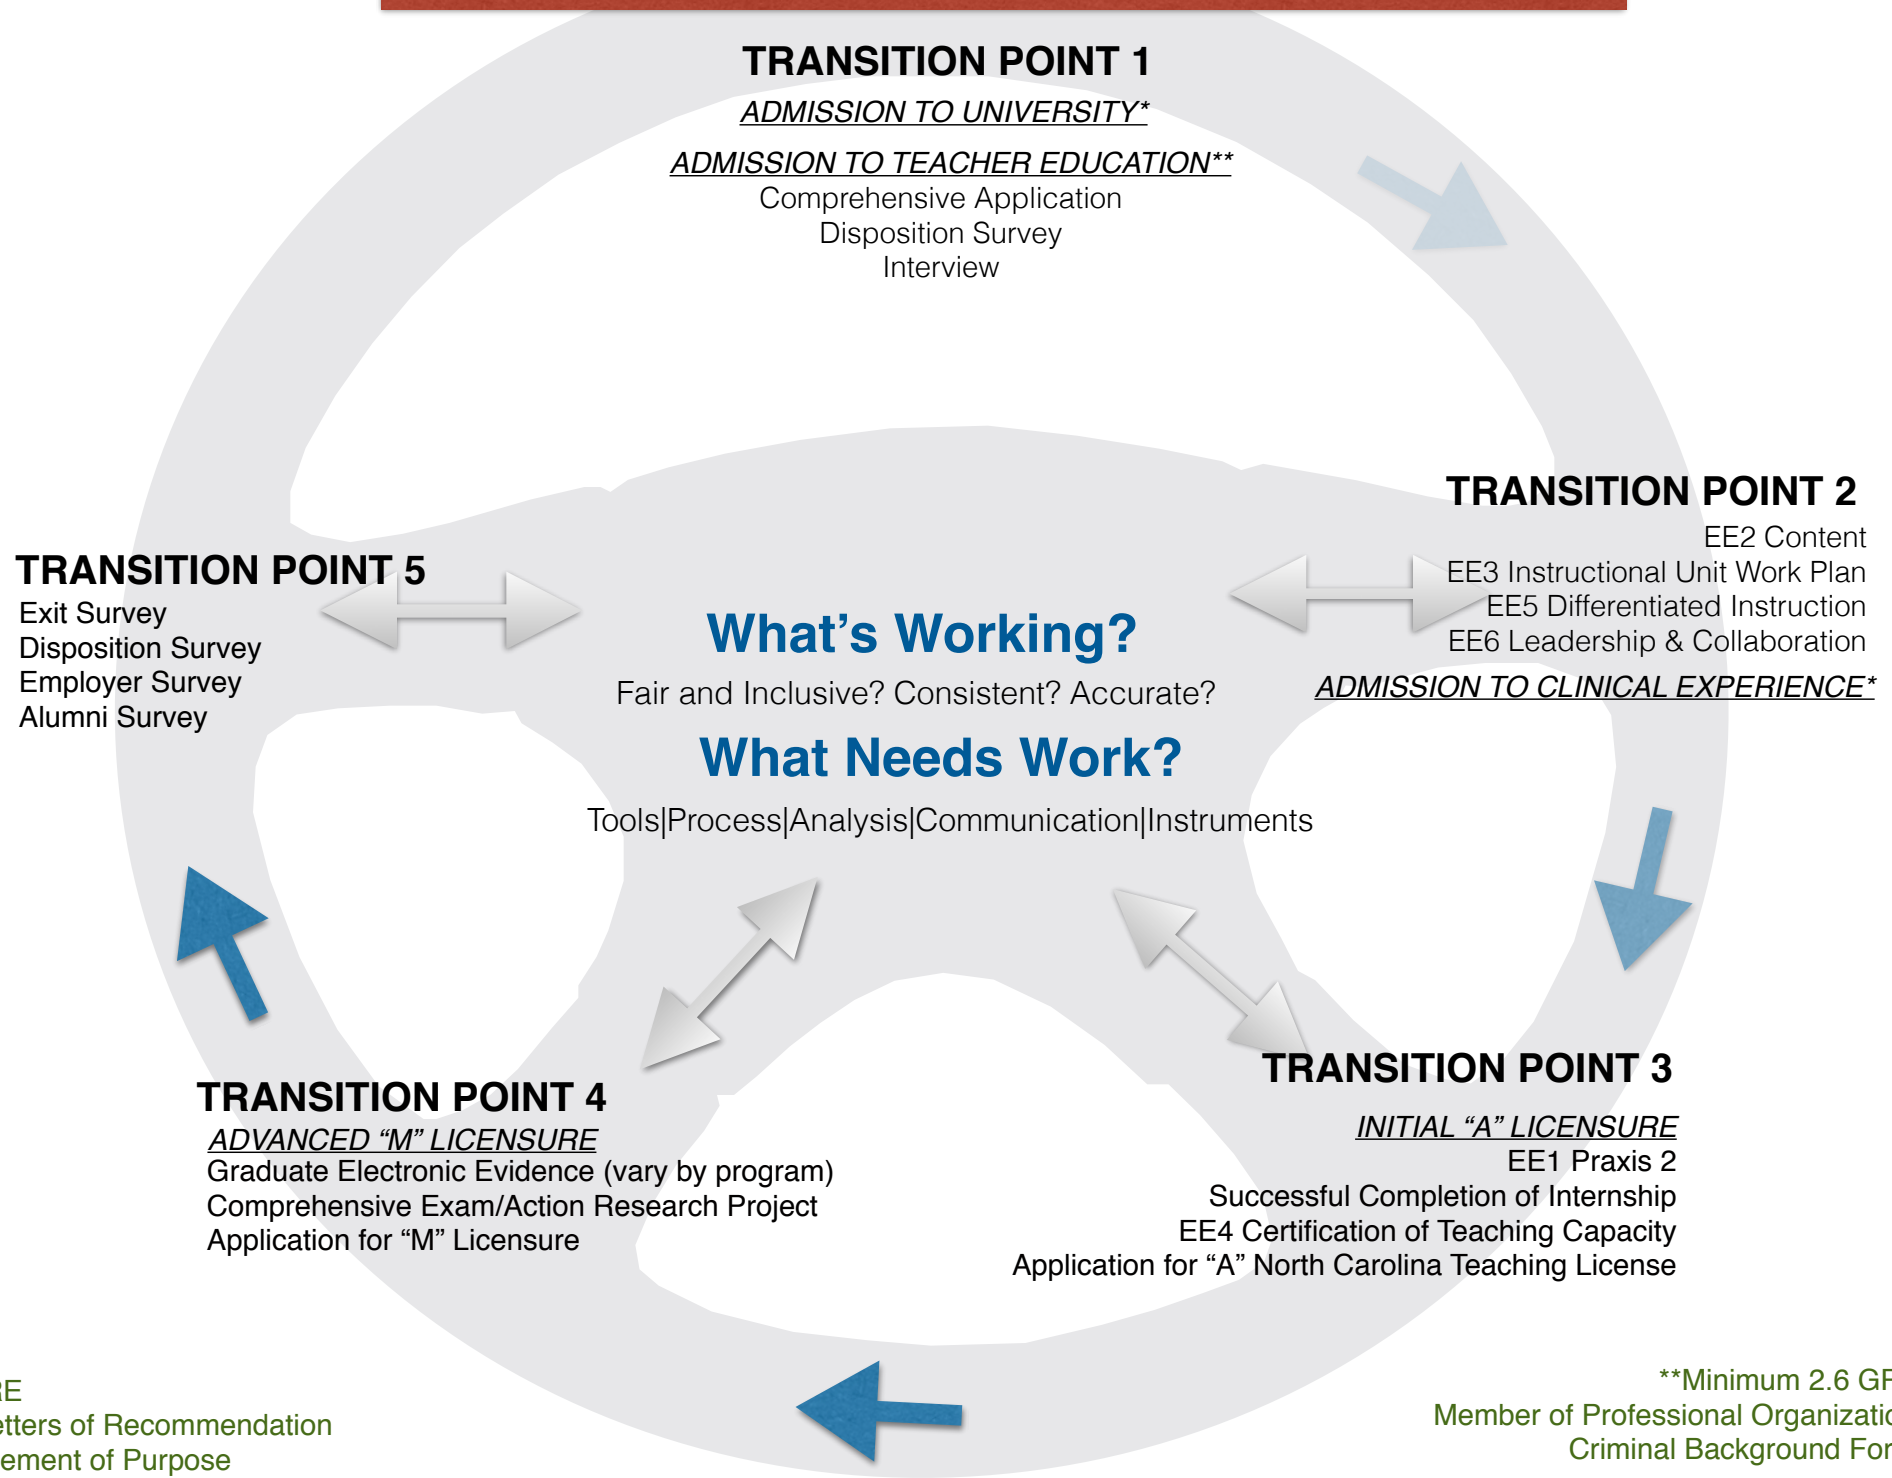 TRANSITION POINT 1
ADMISSION TO UNIVERSITY*
ADMISSION TO TEACHER EDUCATION**
Comprehensive Application
Disposition Survey
Interview
TRANSITION POINT 2
EE2 Content
EE3 Instructional Unit Work Plan
EE5 Differentiated Instruction
EE6 Leadership & Collaboration
ADMISSION TO CLINICAL EXPERIENCE*
TRANSITION POINT 5
Exit Survey
Disposition Survey
Employer Survey
Alumni Survey
What's Working?
Fair and Inclusive? Consistent? Accurate?
What Needs Work?
Tools|Process|Analysis|Communication|Instruments
TRANSITION POINT 3
INITIAL “A” LICENSURE
EE1 Praxis 2
Successful Completion of Internship
EE4 Certification of Teaching Capacity
Application for “A” North Carolina Teaching License
TRANSITION POINT 4
ADVANCED “M” LICENSURE
Graduate Electronic Evidence (vary by program)
Comprehensive Exam/Action Research Project
Application for “M” Licensure
of Recommendation
of Purpose
**Minimum 2.6
Member of Professional
Criminal Background